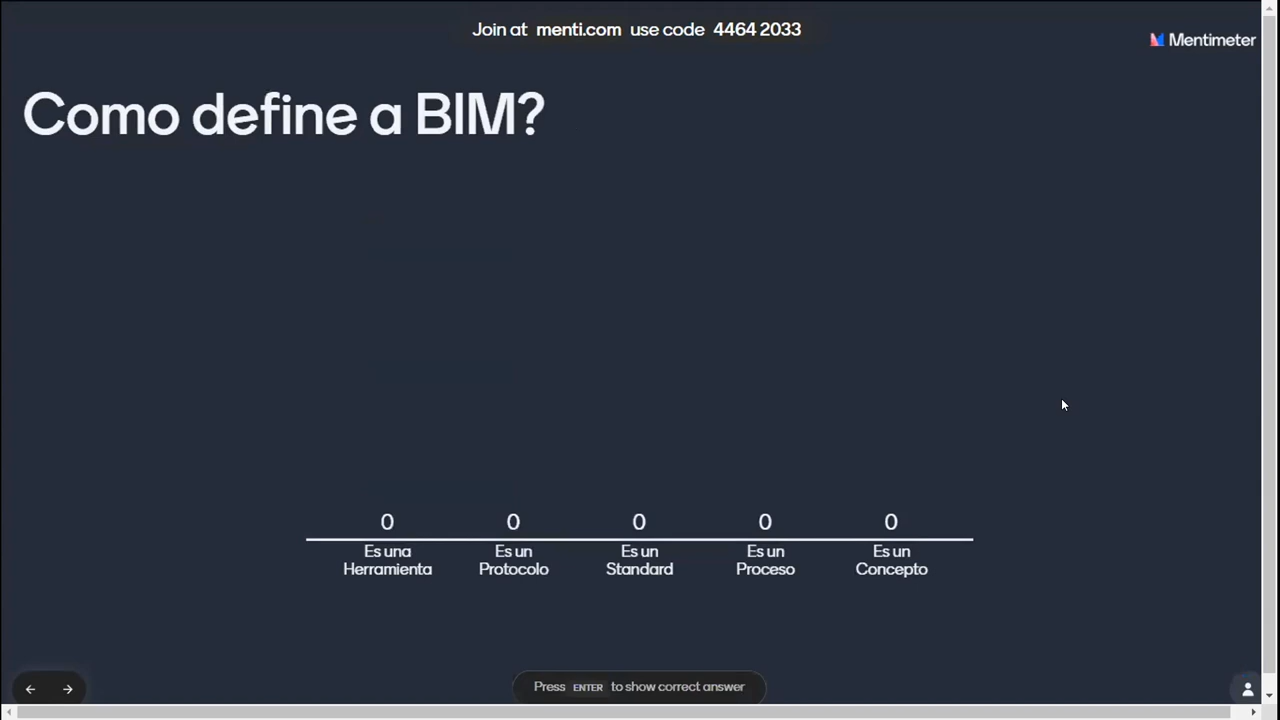 Join at menti.com use code 4464 2033
Mentimeter
Como define a BIM?
0 0 0 0 0
Es una Herramienta
Es un Protocolo
Es un Standard
Es un Proceso
Es un Concepto
Press ENTER to show correct answer